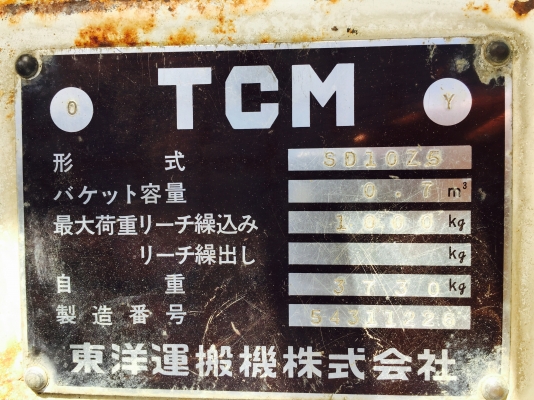 TCM
O Y
形式 SD10Z5
バケット容量 0.7 m³
最大荷重リーチ繰込み 1000 kg
リーチ繰出し kg
自重 3730 kg
製造番号
東洋運搬機株式会社